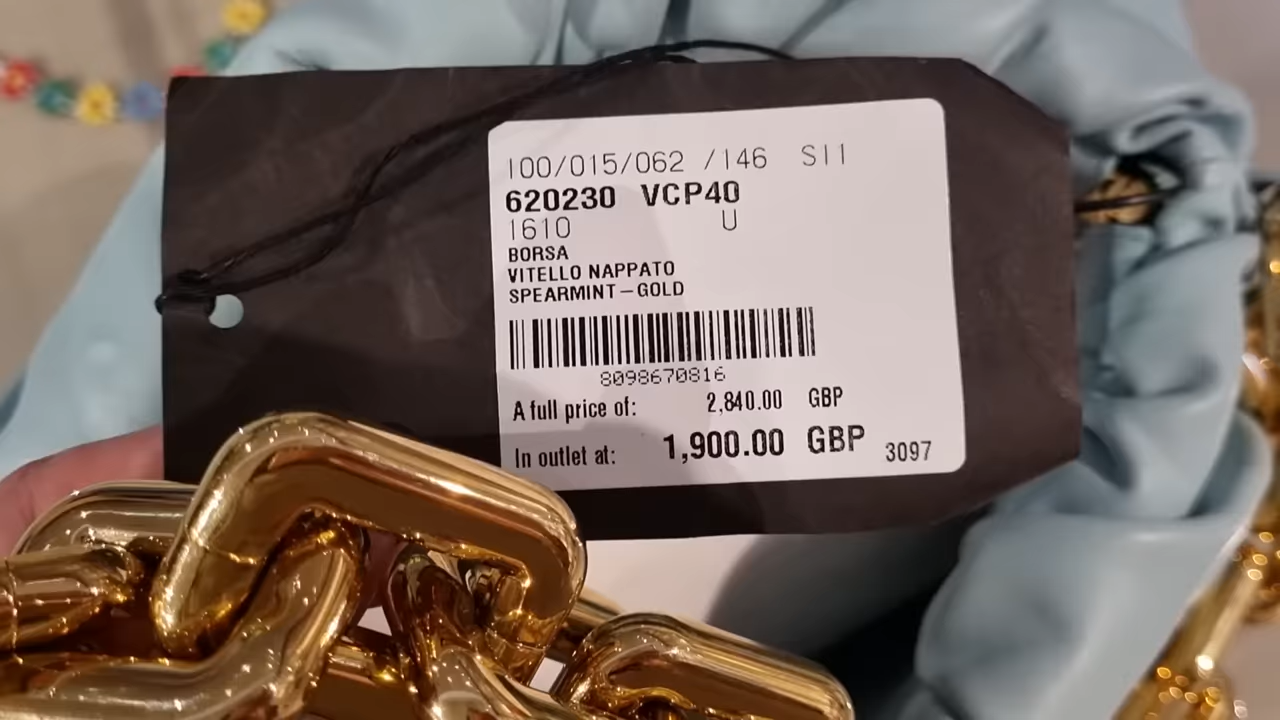 100/015/062 /146 S11
620230 VCP40
1610 U
BORSA
VITELLO NAPPATO
SPEARMINT-GOLD
8098670816
A full price of: 2,840.00 GBP
In outlet at: 1,900.00 GBP 3097